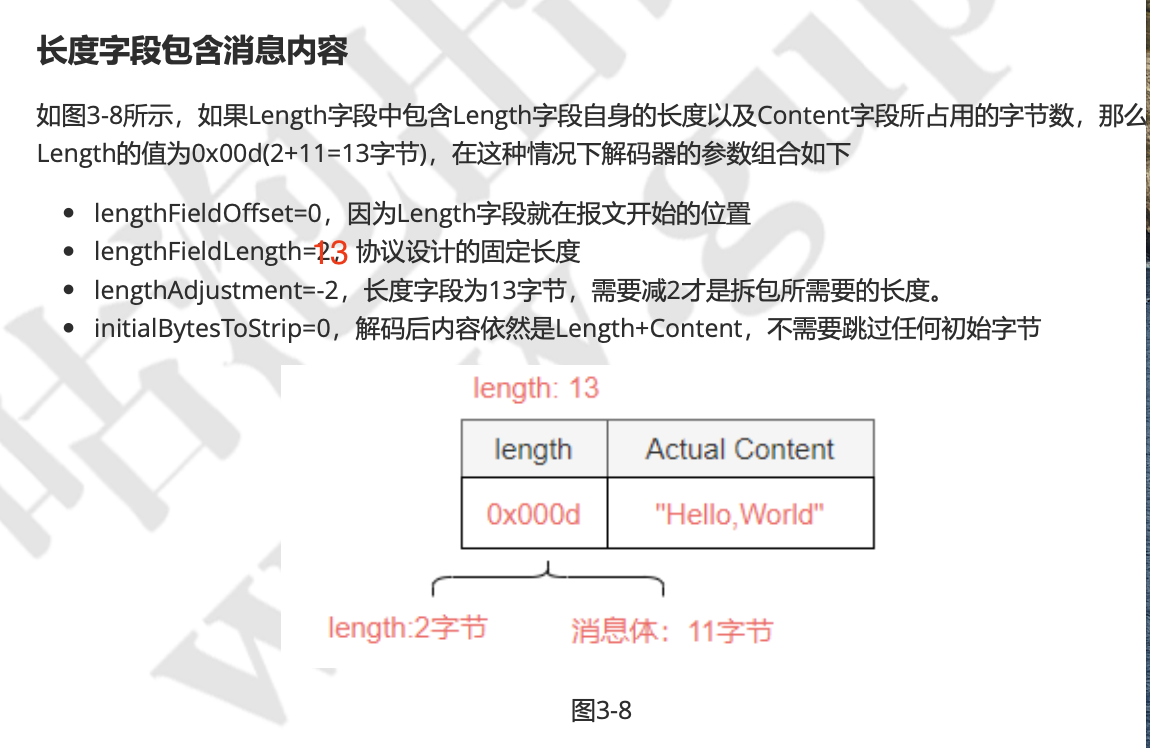 长度字段包含消息内容
如图3-8所示，如果Length字段中包含Length字段自身的长度以及Content字段所占用的字节数，那么
Length的值为0x00d(2+11=13字节)，在这种情况下解码器的参数组合如下
lengthFieldOffset=0，因为Length字段就在报文开始的位置
lengthFieldLength=2，协议设计的固定长度
13
lengthAdjustment=-2，长度字段为13字节，需要减2才是拆包所需要的长度。
initialBytesToStrip=0，解码后内容依然是Length+Content，不需要跳过任何初始字节
length: 13
length Actual Content
0x000d "Hello,World"
length:2字节 消息体：11字节
图3-8